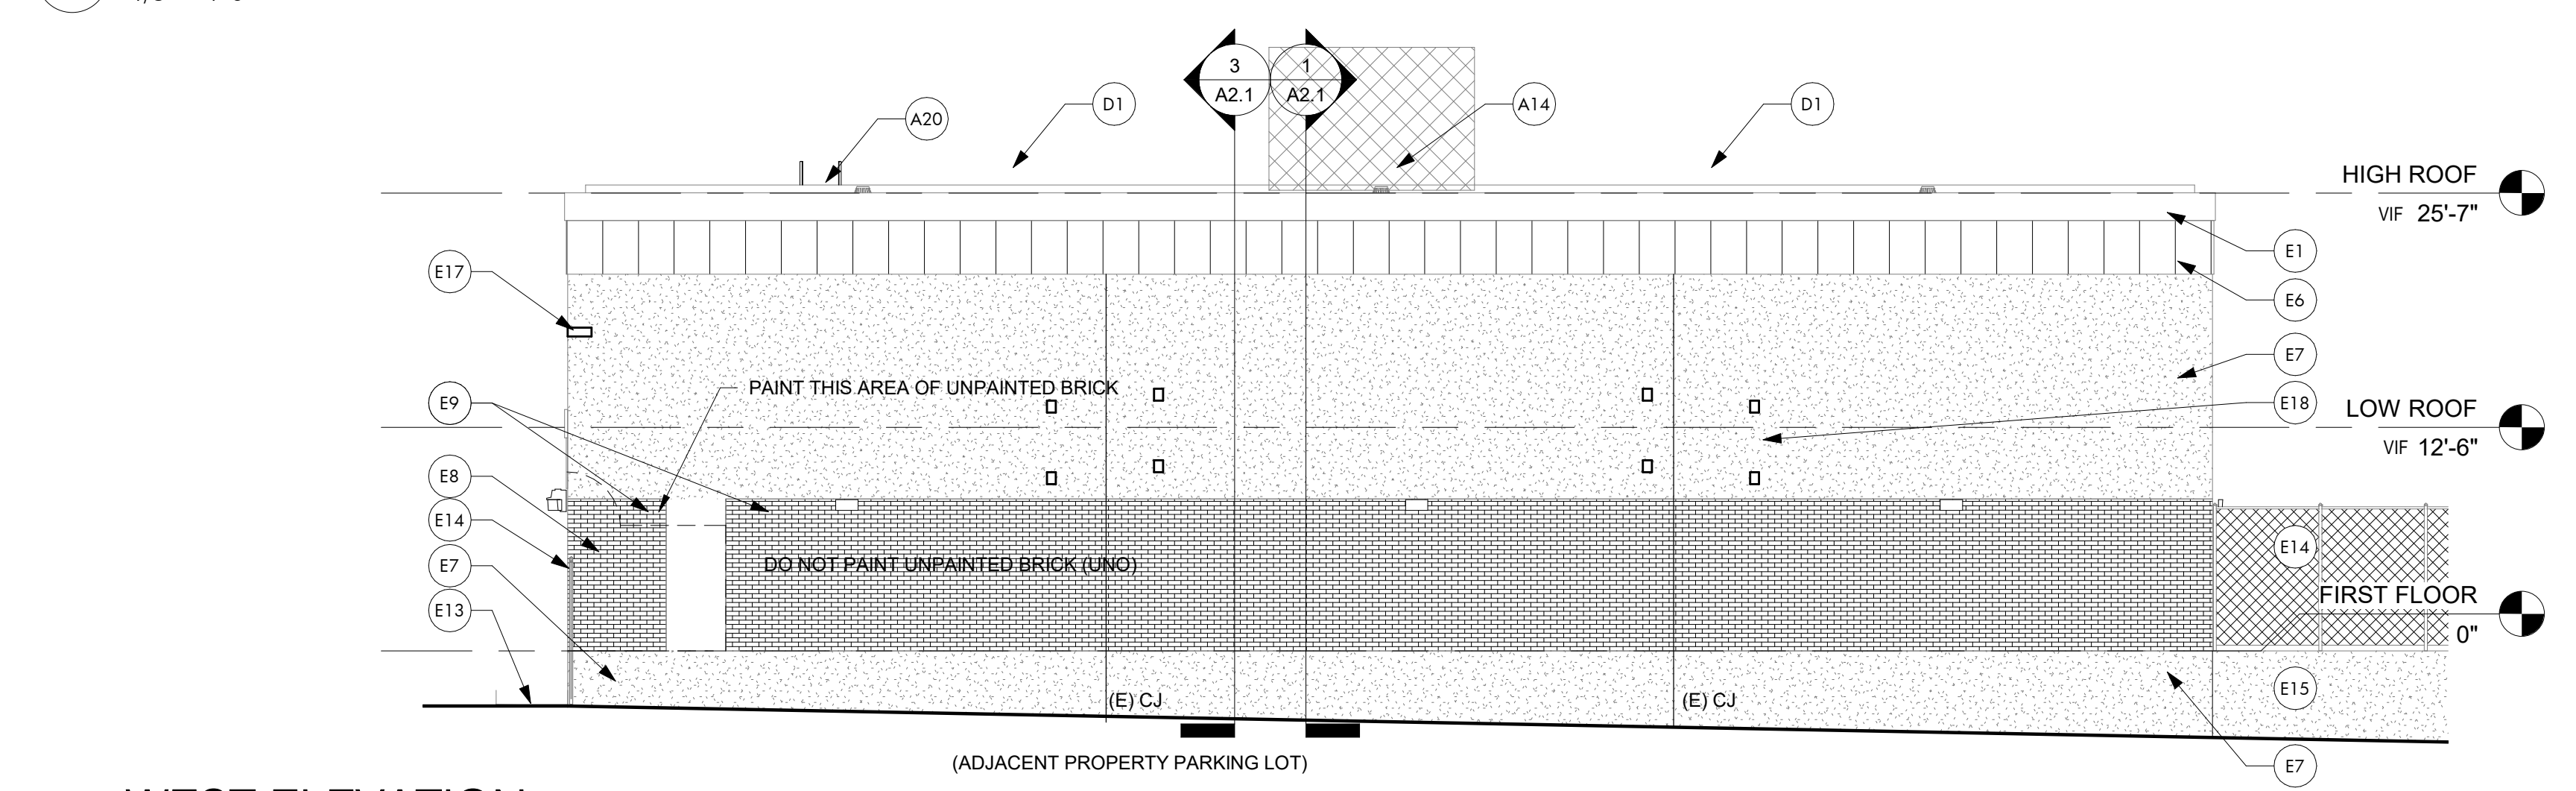 3
A2.1
1
A2.1
A20
D1
A14
D1
HIGH ROOF
VIF 25'-7"
E1
E17
E6
E7
PAINT THIS AREA OF UNPAINTED BRICK
E9
E18
LOW ROOF
VIF 12'-6"
E8
E14
E14
DO NOT PAINT UNPAINTED BRICK (UNO)
E7
FIRST FLOOR
0"
E13
(E) CJ
(E) CJ
E15
(ADJACENT PROPERTY PARKING LOT)
E7
WEST ELEVATION